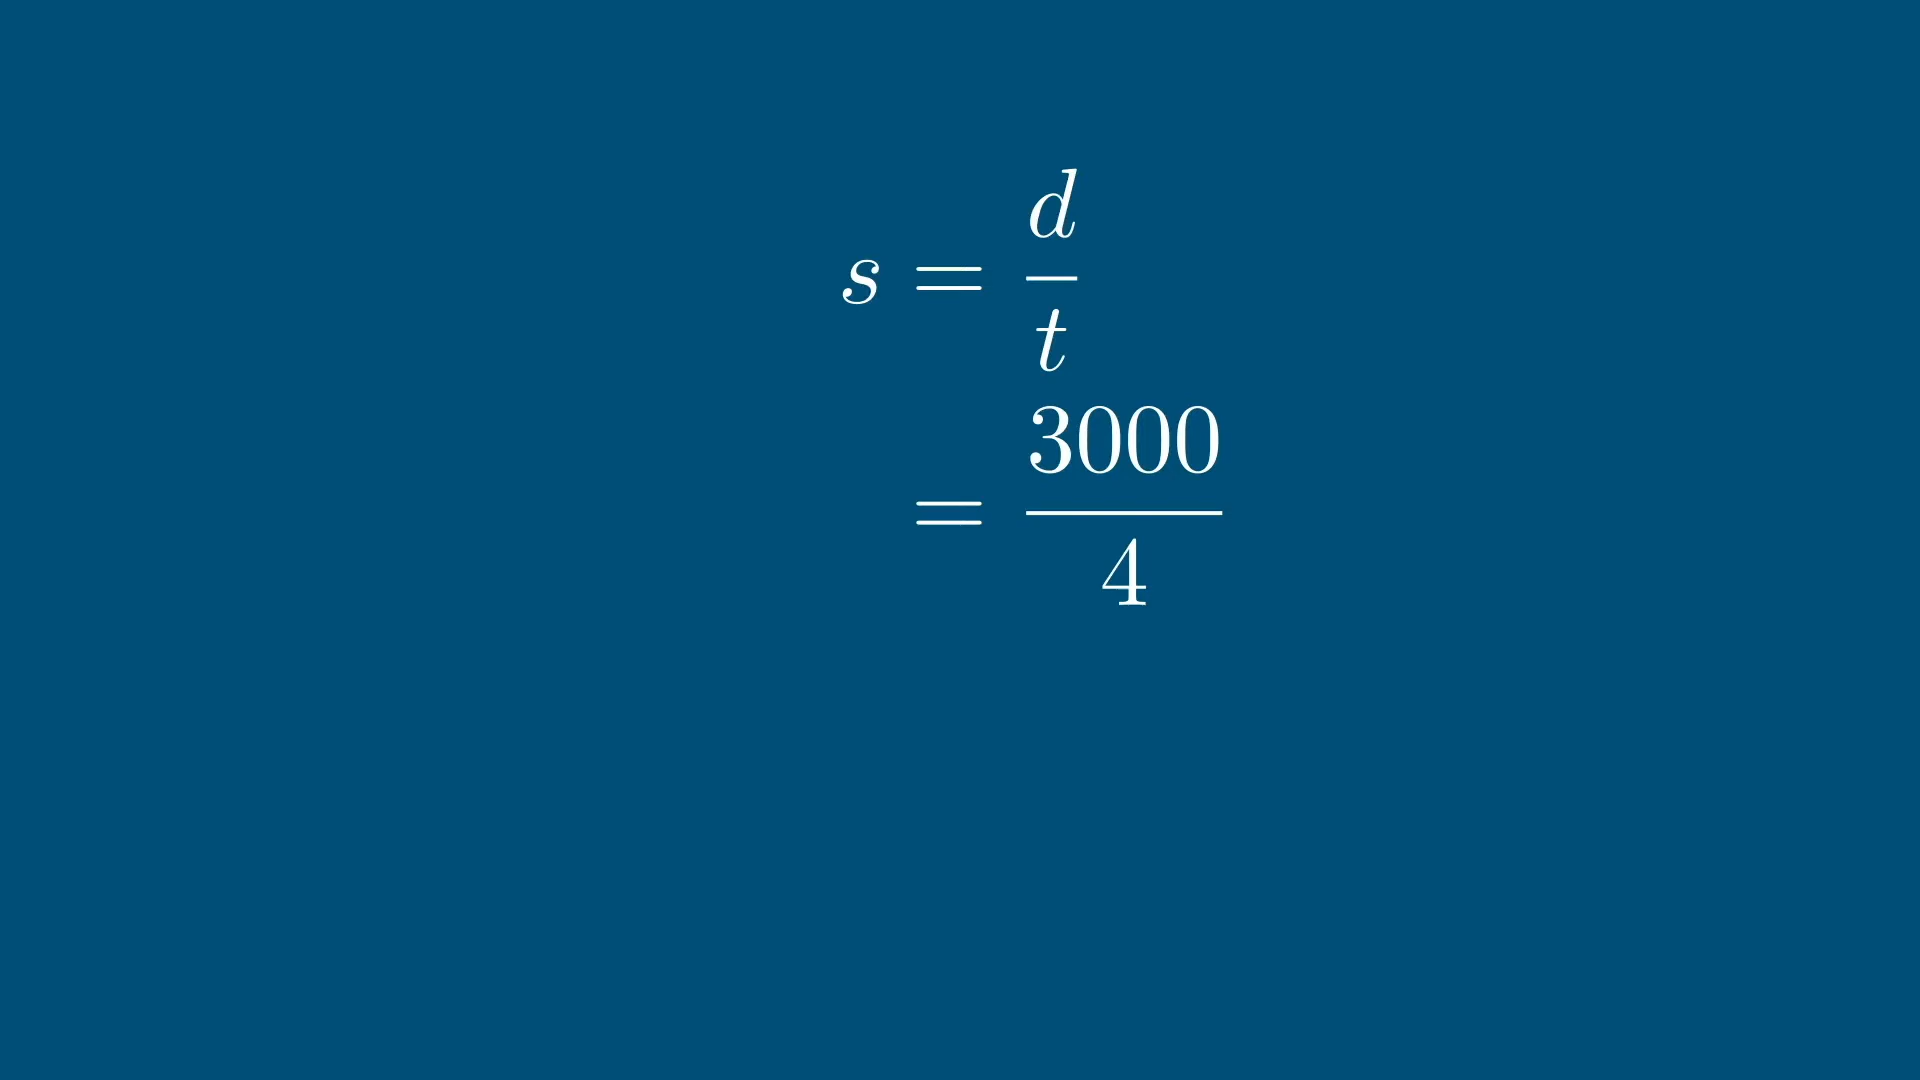 s = d/t
= 3000/4